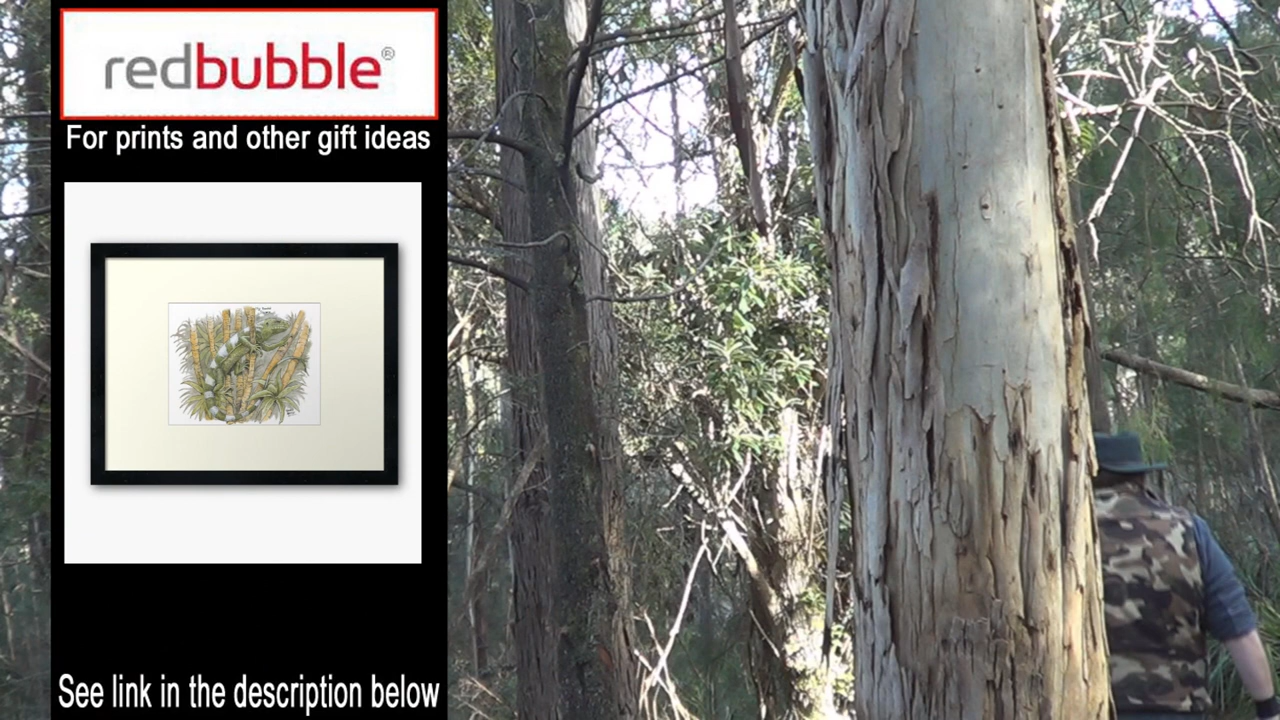 redbubble®
For prints and other gift ideas
See link in the description below